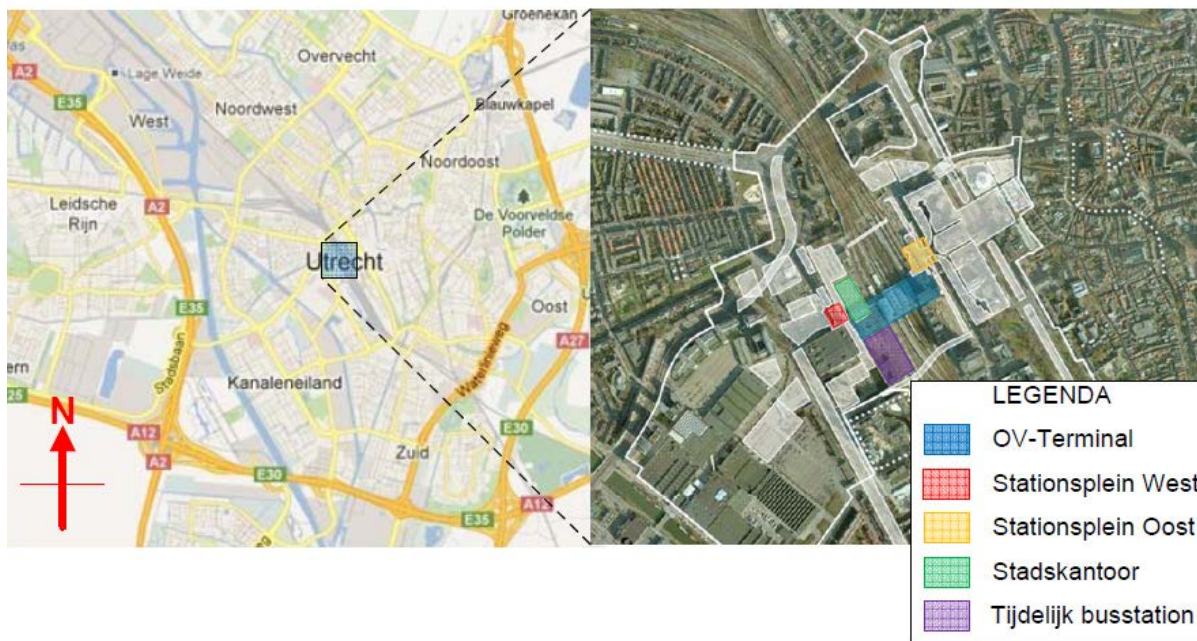 Groenekan
Overvecht
A2
Lage Weide
E35
Noordwest
Blauwkapel
West
Noordoost
Leidsche
Rijn
A2
De Voorveldse
Polder
Utrecht
E35
Oost
A27
Stadsbaan
Waterlinieweg
Kanaleneiland
N
25
A12
E30
Zuid
A2
E30
E35
A12
LEGENDA
OV-Terminal
Stationsplein West
Stationsplein Oost
Stadskantoor
Tijdelijk busstation